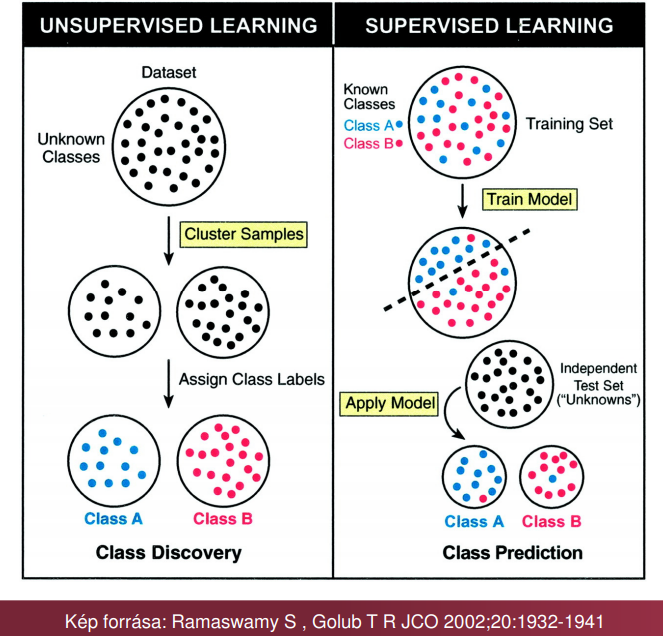 UNSUPERVISED LEARNING
Dataset
Unknown
Classes
Cluster Samples
Assign Class Labels
Class A
Class B
Class Discovery
SUPERVISED LEARNING
Known
Classes
Class A
Class B
Training Set
Train Model
Independent
Test Set
("Unknowns")
Apply Model
Class A
Class B
Class Prediction
Kép forrása: Ramaswamy S , Golub T R JCO 2002;20:1932-1941